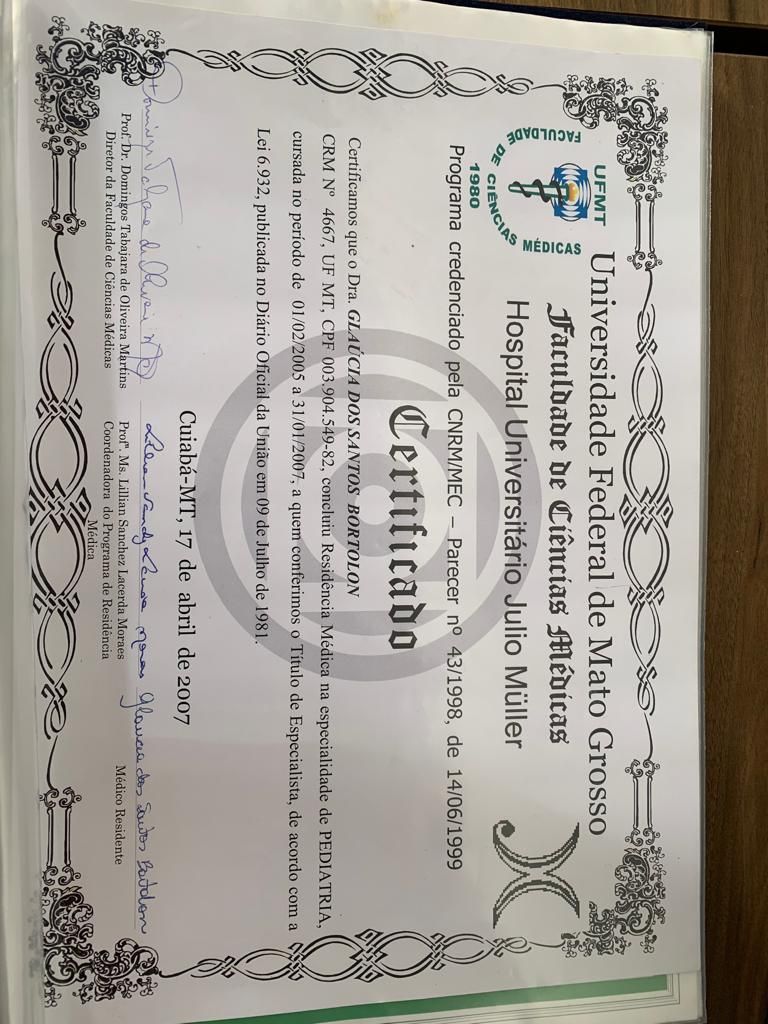 UFMT
FACULDADE DE CIÊNCIAS MÉDICAS
1980
Universidade Federal de Mato Grosso
Faculdade de Ciências Médicas
Hospital Universitário Julio Müller
Programa credenciado pela CNRM/MEC – Parecer nº 43/1998, de 14/06/1999
Certificado
Certificamos que o Dra. GLAÚCIA DOS SANTOS BORTOLON
CRM Nº 4667, UF MT, CPF 003.904.549-82, concluiu Residência Médica na especialidade de PEDIATRIA,
cursada no período de 01/02/2005 a 31/01/2007, a quem conferimos o Título de Especialista, de acordo com a
Lei 6.932, publicada no Diário Oficial da União em 09 de Julho de 1981.
Cuiabá-MT, 17 de abril de 2007
Glaucia dos Santos Bortolon
Prof. Dr. Domingos Tabajara de Oliveira Martins
Diretor da Faculdade de Ciências Médicas
Profª. Ms. Lillian Sanchez Lacerda Moraes
Coordenadora do Programa de Residência
Médica
Médico Residente